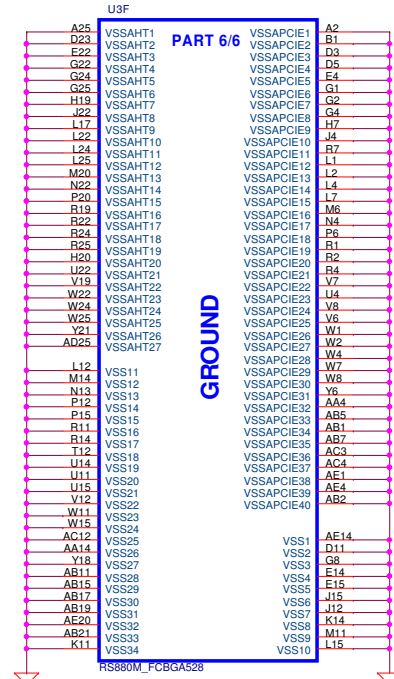 U3F
PART 6/6
GROUND
A25 VSSAHT1
D23 VSSAHT2
E22 VSSAHT3
G22 VSSAHT4
G24 VSSAHT5
G25 VSSAHT6
H19 VSSAHT7
J22 VSSAHT8
L17 VSSAHT9
L22 VSSAHT10
L24 VSSAHT11
L25 VSSAHT12
M20 VSSAHT13
N22 VSSAHT14
P20 VSSAHT15
R19 VSSAHT16
R22 VSSAHT17
R24 VSSAHT18
R25 VSSAHT19
H20 VSSAHT20
U22 VSSAHT21
V19 VSSAHT22
W22 VSSAHT23
W24 VSSAHT24
W25 VSSAHT25
Y21 VSSAHT26
AD25 VSSAHT27
L12 VSS11
M14 VSS12
N13 VSS13
P12 VSS14
P15 VSS15
R11 VSS16
R14 VSS17
T12 VSS18
U14 VSS19
U11 VSS20
U15 VSS21
V12 VSS22
W11 VSS23
W15 VSS24
AC12 VSS25
AA14 VSS26
Y18 VSS27
AB11 VSS28
AB15 VSS29
AB17 VSS30
AB19 VSS31
AE20 VSS32
AB21 VSS33
K11 VSS34
VSSAPCIE1 A2
VSSAPCIE2 B1
VSSAPCIE3 D3
VSSAPCIE4 D5
VSSAPCIE5 E4
VSSAPCIE6 G1
VSSAPCIE7 G2
VSSAPCIE8 G4
VSSAPCIE9 H7
VSSAPCIE10 J4
VSSAPCIE11 R7
VSSAPCIE12 L1
VSSAPCIE13 L2
VSSAPCIE14 L4
VSSAPCIE15 L7
VSSAPCIE16 M6
VSSAPCIE17 N4
VSSAPCIE18 P6
VSSAPCIE19 R1
VSSAPCIE20 R2
VSSAPCIE21 R4
VSSAPCIE22 V7
VSSAPCIE23 U4
VSSAPCIE24 V8
VSSAPCIE25 V6
VSSAPCIE26 W1
VSSAPCIE27 W2
VSSAPCIE28 W4
VSSAPCIE29 W7
VSSAPCIE30 W8
VSSAPCIE31 Y6
VSSAPCIE32 AA4
VSSAPCIE33 AB5
VSSAPCIE34 AB1
VSSAPCIE35 AB7
VSSAPCIE36 AC3
VSSAPCIE37 AC4
VSSAPCIE38 AE1
VSSAPCIE39 AE4
VSSAPCIE40 AB2
VSS1 AE14
VSS2 D11
VSS3 G8
VSS4 E14
VSS5 E15
VSS6 J15
VSS7 J12
VSS8 K14
VSS9 M11
VSS10 L15
RS880M_FCBGA528